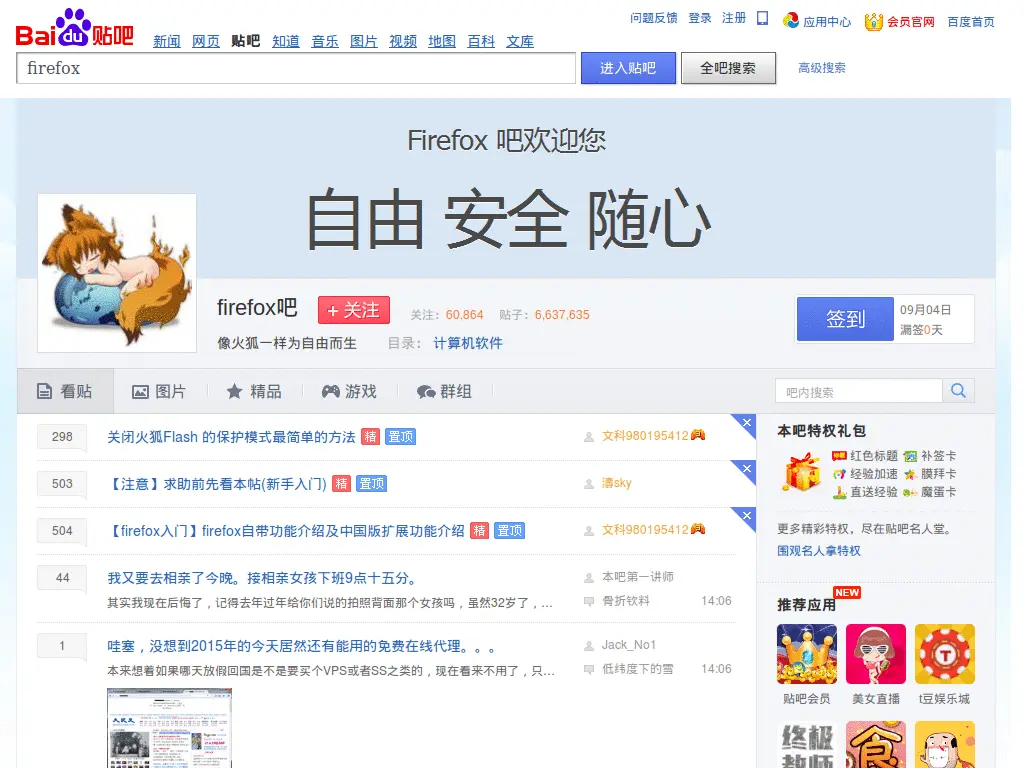 问题反馈 登录 注册 应用中心 会员官网 百度首页
Bai du 贴吧 新闻 网页 贴吧 知道 音乐 图片 视频 地图 百科 文库
firefox 进入贴吧 全吧搜索 高级搜索
Firefox 吧欢迎您
自由 安全 随心
firefox吧 +关注 关注：60,864 贴子：6,637,635
像火狐一样为自由而生 目录： 计算机软件
签到 09月04日
漏签0天
看贴 图片 精品 游戏 群组 吧内搜索
298 关闭火狐Flash 的保护模式最简单的方法 精 置顶 文科980195412
503 【注意】求助前先看本帖(新手入门) 精 置顶 濤sky
504 【firefox入门】firefox自带功能介绍及中国版扩展功能介绍 精 置顶 文科980195412
44 我又要去相亲了今晚。接相亲女孩下班9点十五分。 本吧第一讲师
其实我现在后悔了，记得去年过年给你们说的拍照背面那个女孩吗，虽然32岁了，... 骨折钦料 14:06
1 哇塞，没想到2015年的今天居然还有能用的免费在线代理。。。 Jack_No1
本来想着如果哪天放假回国是不是要买个VPS或者SS之类的，现在看来不用了，只... 低纬度下的雪 14:06
本吧特权礼包
红色标题 补签卡
经验加速 膜拜卡
直送经验 魔蛋卡
更多精彩特权，尽在贴吧名人堂。
围观名人拿特权
推荐应用 NEW
T
贴吧会员 美女直播 t豆娱乐城
终极
教师
食